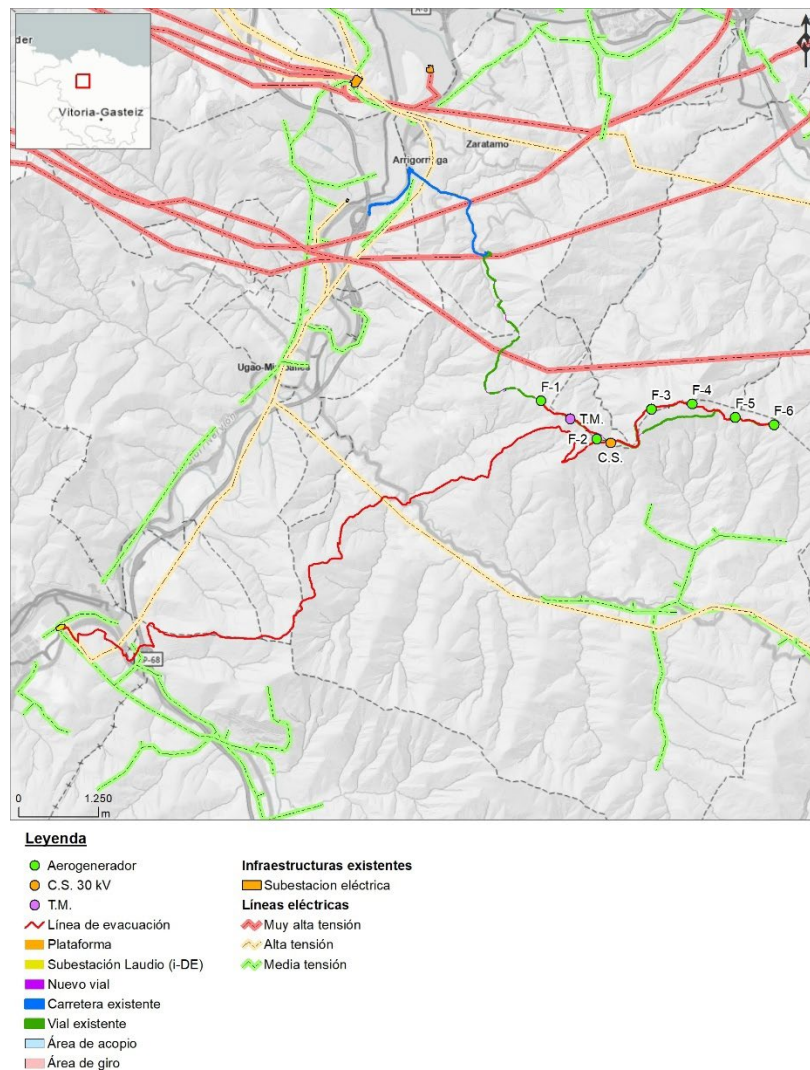 Vitoria-Gasteiz
A-8
Zaratamo
F-1
T.M.
F-2
C.S.
F-3
F-4
F-5
F-6
0
1.250
m
Leyenda
Aerogenerador
C.S. 30 kV
T.M.
Línea de evacuación
Plataforma
Subestación Laudio (i-DE)
Nuevo vial
Carretera existente
Vial existente
Área de acopio
Área de giro
Infraestructuras existentes
Subestacion eléctrica
Líneas eléctricas
Muy alta tensión
Alta tensión
Media tensión